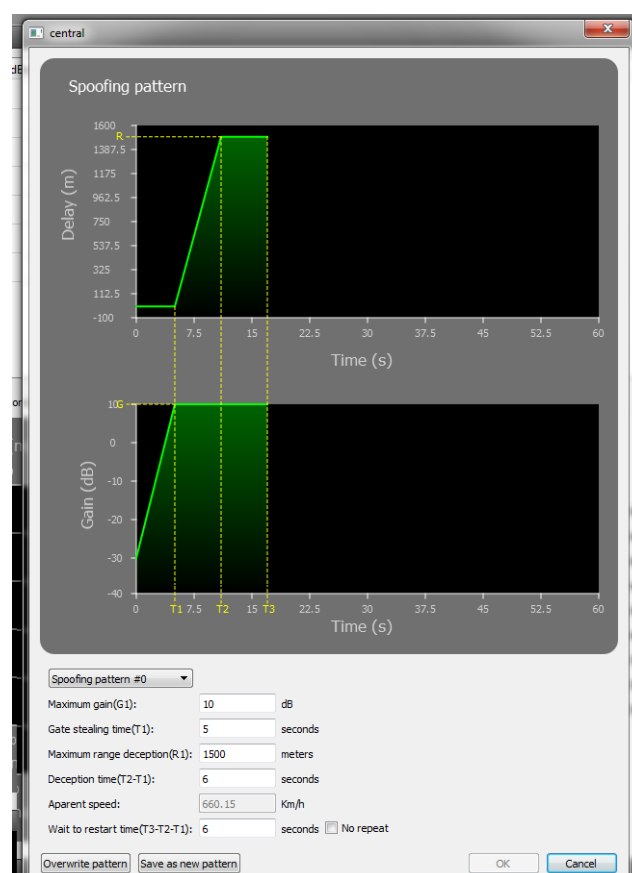 central
dB
Spoofing pattern
1600
R
1387.5
1175
962.5
750
537.5
325
112.5
-100
Delay (m)
0 7.5 15 22.5 30 37.5 45 52.5 60
Time (s)
10G
0
-10
-20
-30
-40
Gain (dB)
0 T1 7.5 T2 15 T3 22.5 30 37.5 45 52.5 60
Time (s)
Spoofing pattern #0
Maximum gain(G1): 10 dB
Gate stealing time(T1): 5 seconds
Maximum range deception(R1): 1500 meters
Deception time(T2-T1): 6 seconds
Aparent speed: 660.15 Km/h
Wait to restart time(T3-T2-T1): 6 seconds No repeat
Overwrite pattern Save as new pattern OK Cancel